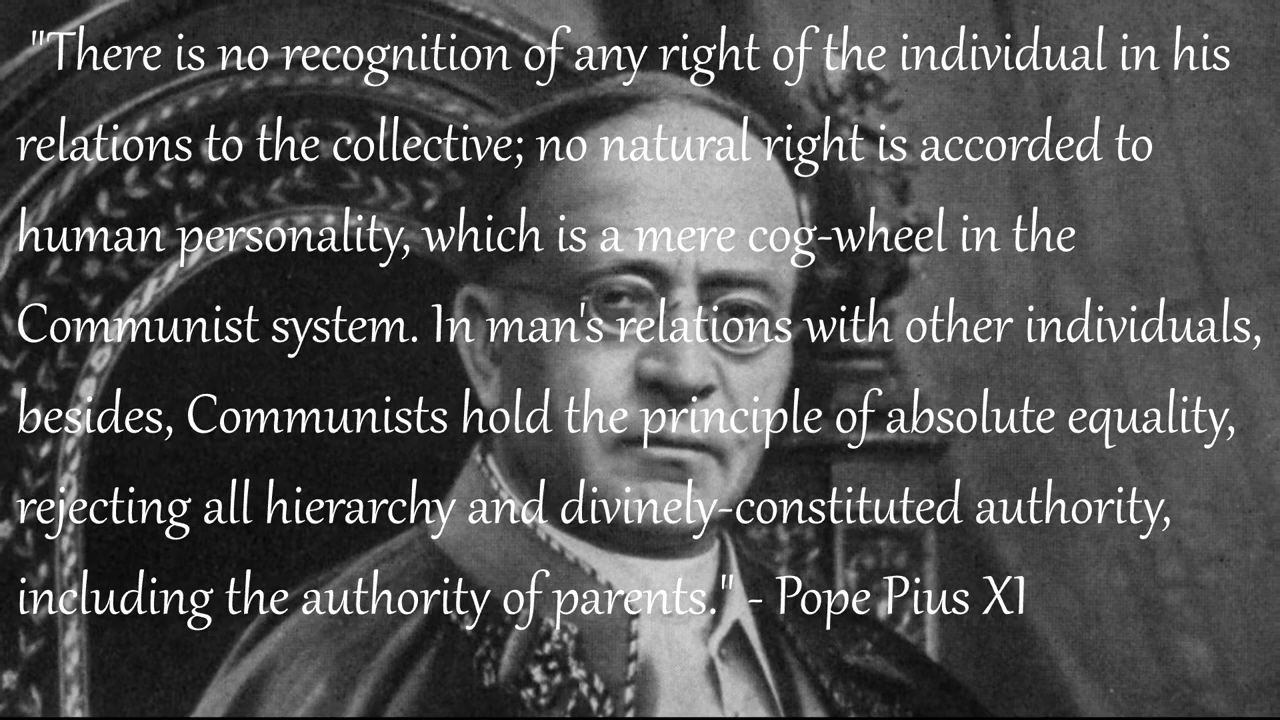 "There is no recognition of any right of the individual in his
relations to the collective; no natural right is accorded to
human personality, which is a mere cog-wheel in the
Communist system. In man's relations with other individuals,
besides, Communists hold the principle of absolute equality,
rejecting all hierarchy and divinely-constituted authority,
including the authority of parents." - Pope Pius XI